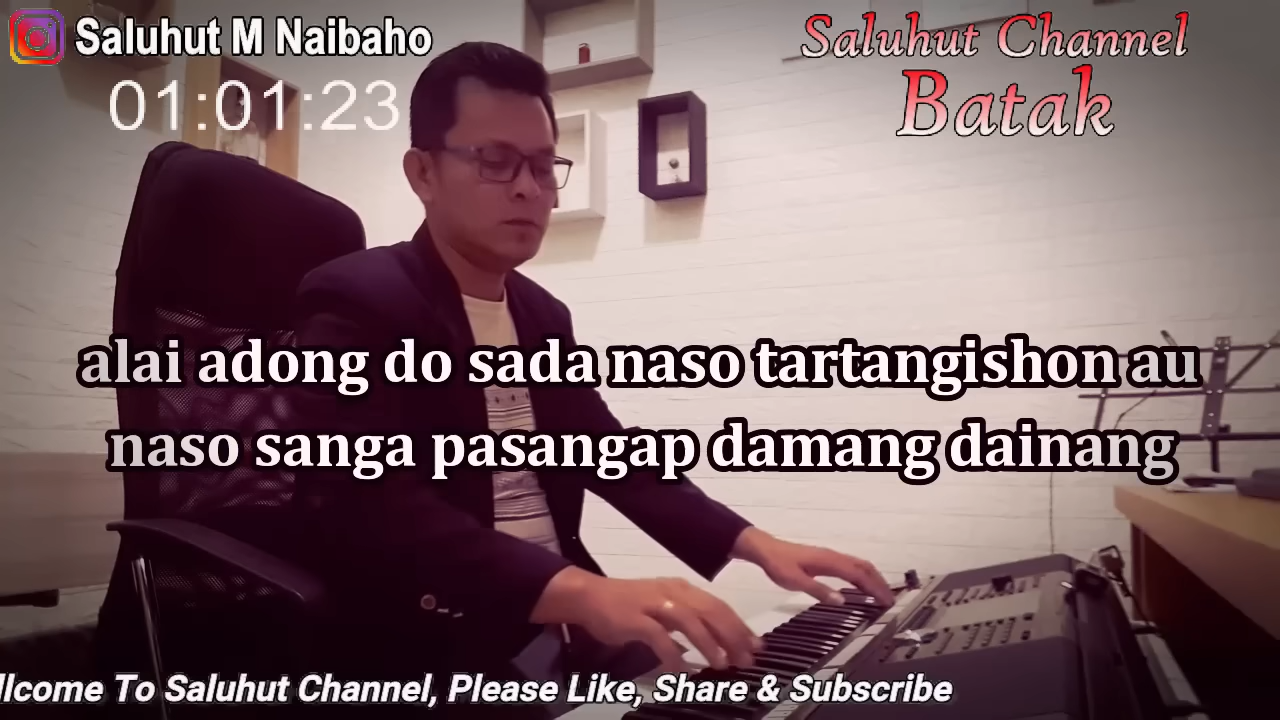 Saluhut M Naibaho
Saluhut Channel
Batak
01:01:23
alai adong do sada naso tartangishon au
naso sanga pasangap damang dainang
llcome To Saluhut Channel, Please Like, Share & Subscribe